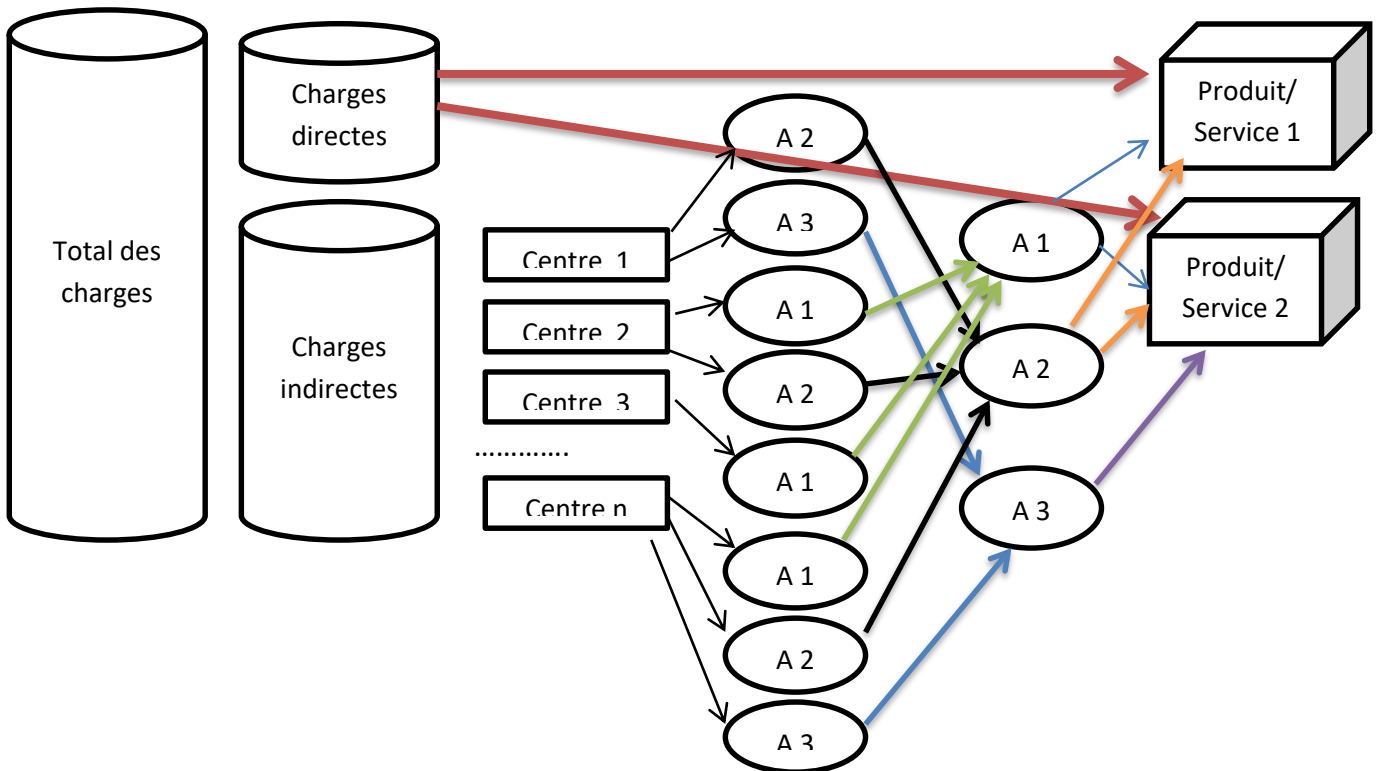 Total des
charges
Charges
directes
Charges
indirectes
Centre 1
Centre 2
Centre 3
………….
Centre n
A 2
A 3
A 1
A 2
A 1
A 1
A 2
A 3
A 1
A 2
A 3
Produit/
Service 1
Produit/
Service 2